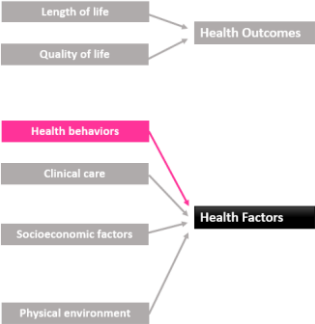 Length of life
Health Outcomes
Quality of life
Health behaviors
Clinical care
Health Factors
Socioeconomic factors
Physical environment